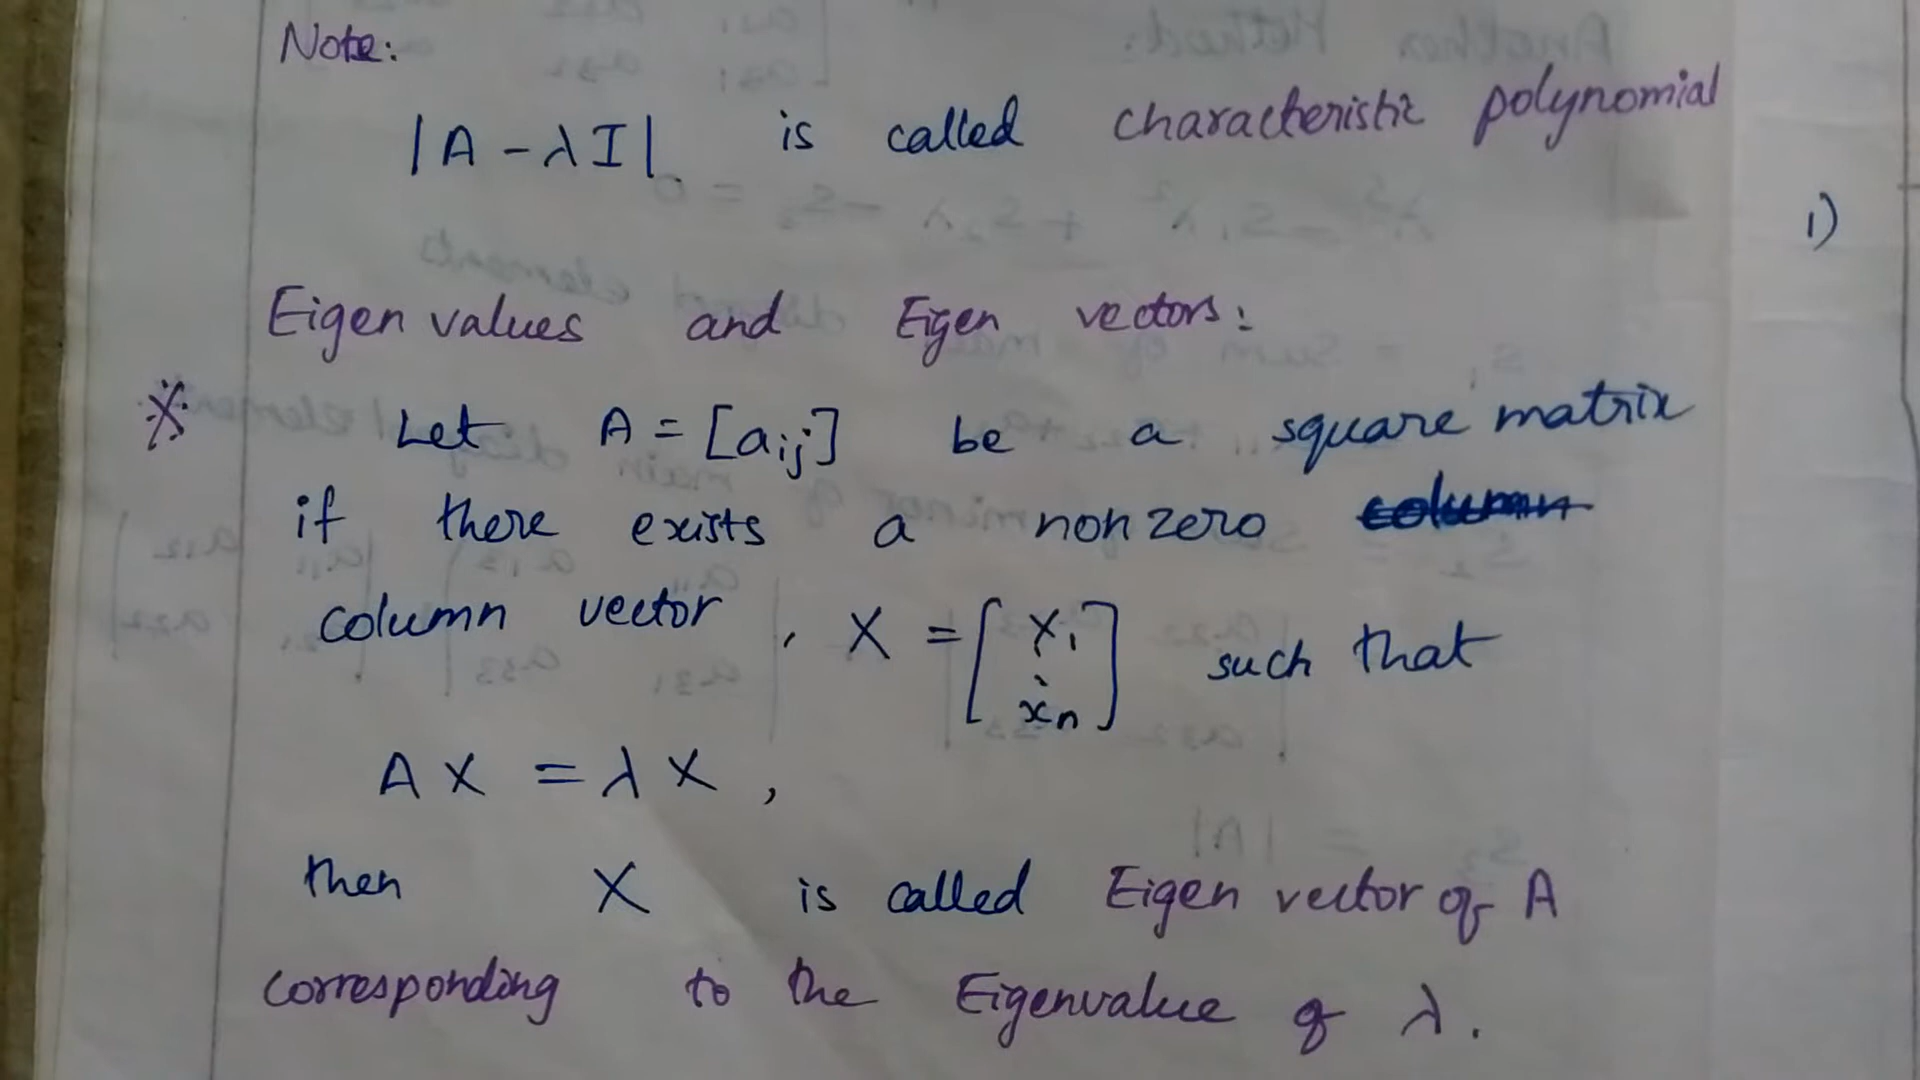 Note:
|A - λI| is called characteristic polynomial
1)
Eigen values and Eigen vectors:
※ Let A = [aij] be a square matrix
if there exists a nonzero column
column vector, X = [x1 . xn] such that
AX = λX,
then X is called Eigen vector of A
corresponding to the Eigenvalue of λ.